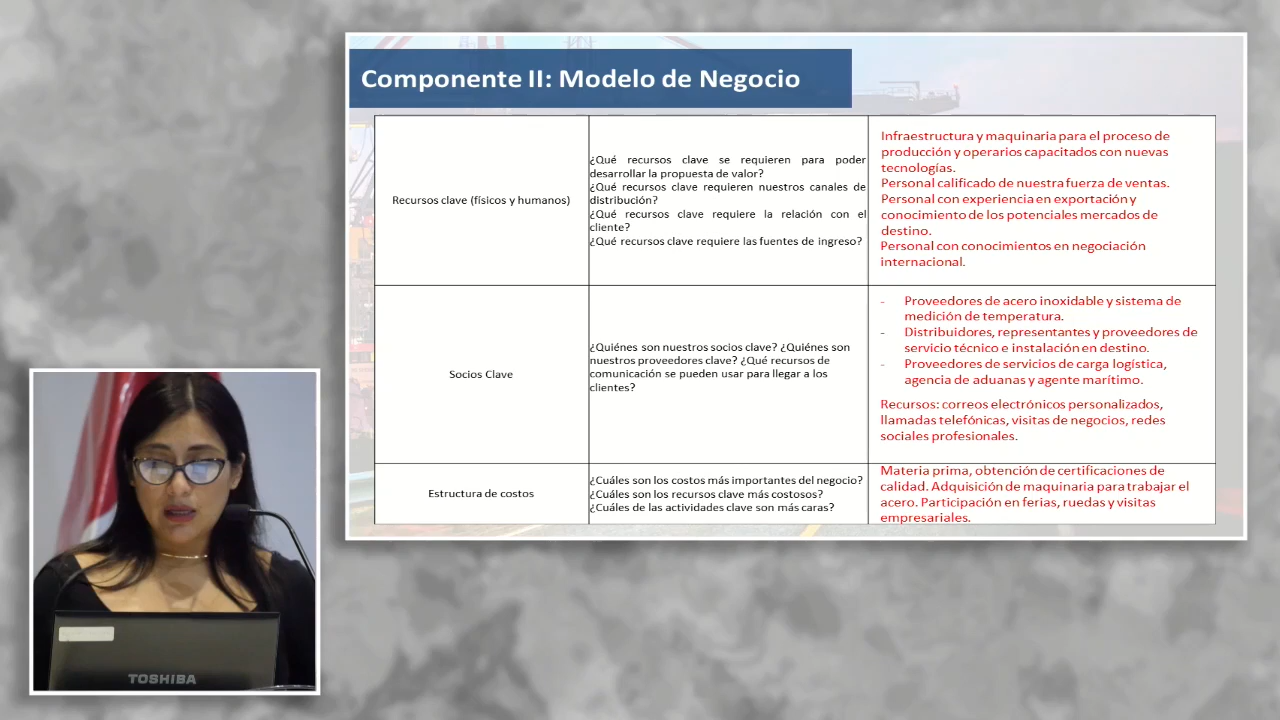 Componente II: Modelo de Negocio
Recursos clave (físicos y humanos)
¿Qué recursos clave se requieren para poder
desarrollar la propuesta de valor?
¿Qué recursos clave requieren nuestros canales de
distribución?
¿Qué recursos clave requiere la relación con el
cliente?
¿Qué recursos clave requiere las fuentes de ingreso?
Infraestructura y maquinaria para el proceso de
producción y operarios capacitados con nuevas
tecnologías.
Personal calificado de nuestra fuerza de ventas.
Personal con experiencia en exportación y
conocimiento de los potenciales mercados de
destino.
Personal con conocimientos en negociación
internacional.
Socios Clave
¿Quiénes son nuestros socios clave? ¿Quiénes son
nuestros proveedores clave? ¿Qué recursos de
comunicación se pueden usar para llegar a los
clientes?
- Proveedores de acero inoxidable y sistema de
medición de temperatura.
- Distribuidores, representantes y proveedores de
servicio técnico e instalación en destino.
- Proveedores de servicios de carga logística,
agencia de aduanas y agente marítimo.
Recursos: correos electrónicos personalizados,
llamadas telefónicas, visitas de negocios, redes
sociales profesionales.
Estructura de costos
¿Cuáles son los costos más importantes del negocio?
¿Cuáles son los recursos clave más costosos?
¿Cuáles de las actividades clave son más caras?
Materia prima, obtención de certificaciones de
calidad. Adquisición de maquinaria para trabajar el
acero. Participación en ferias, ruedas y visitas
empresariales.
TOSHIBA